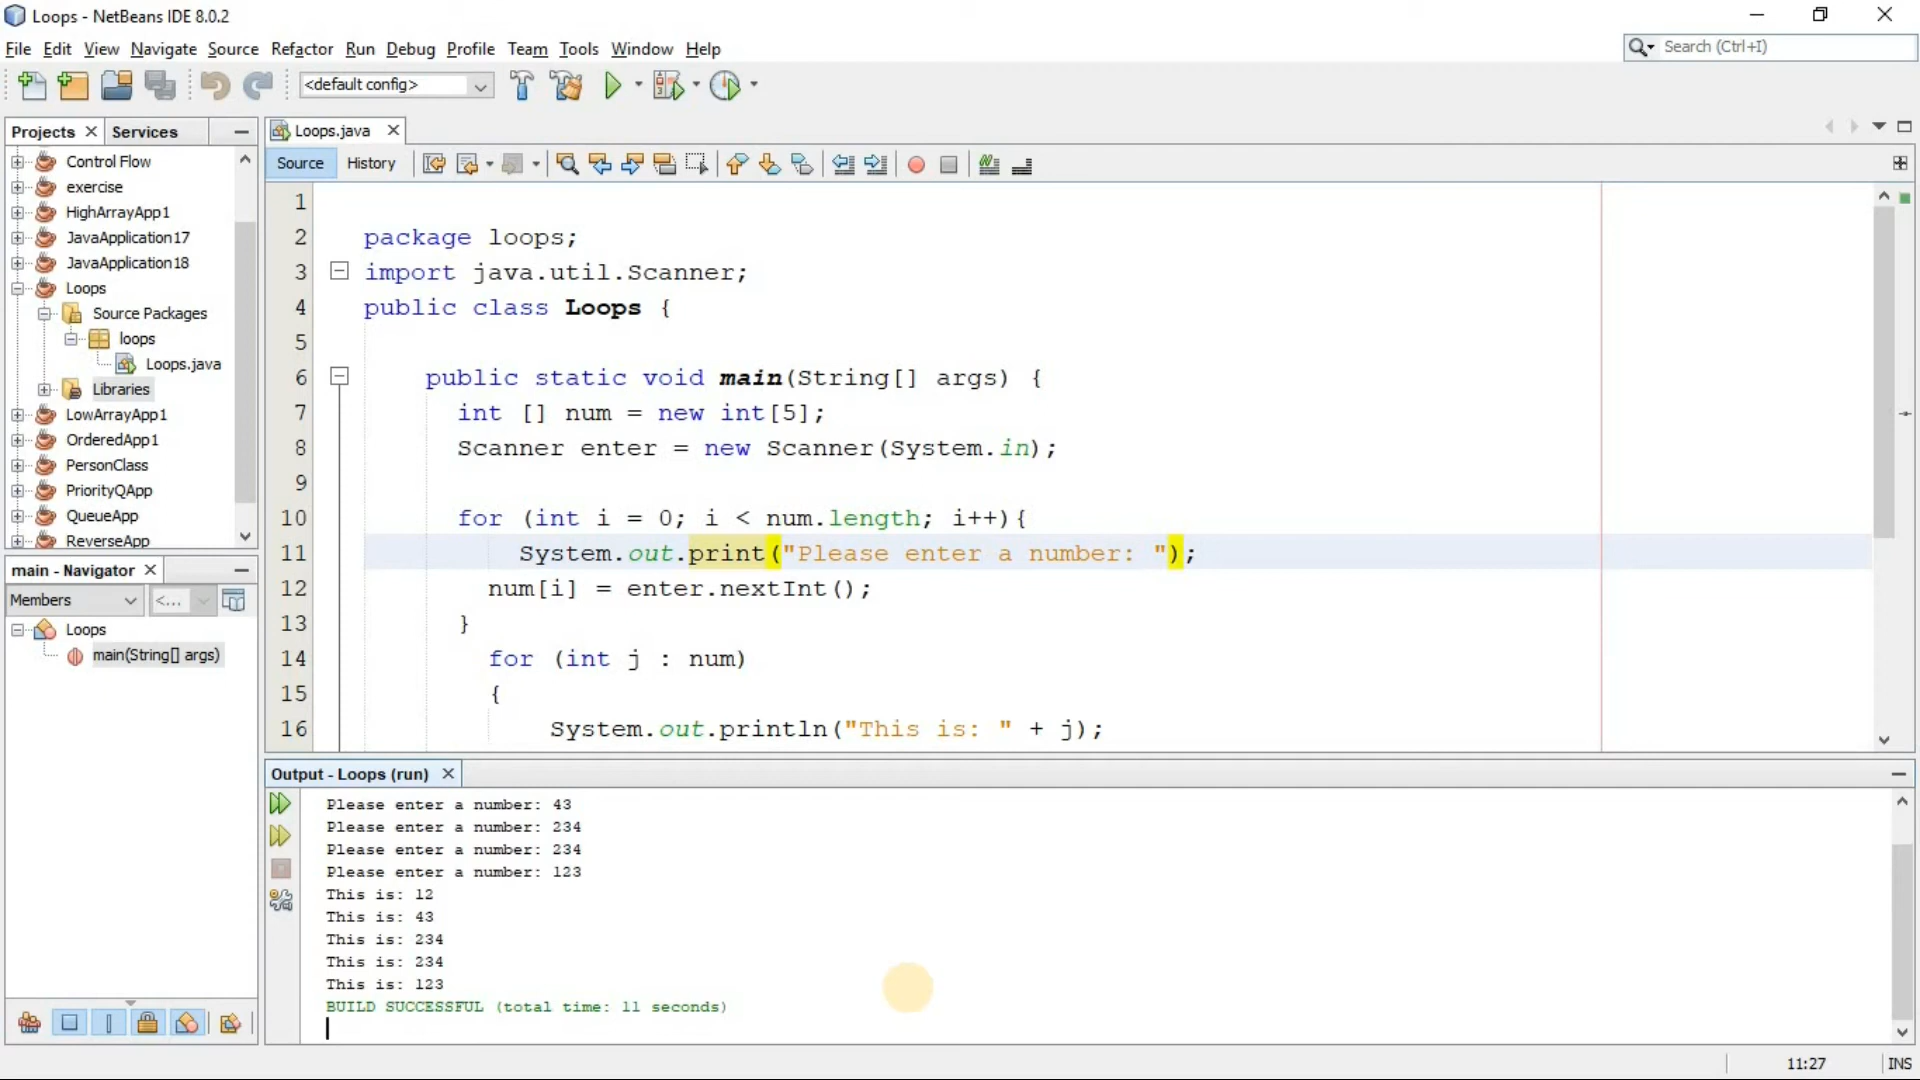 Loops - NetBeans IDE 8.0.2
File Edit View Navigate Source Refactor Run Debug Profile Team Tools Window Help
Search (Ctrl+I)
<default config>
Projects
Services
Control Flow
exercise
HighArrayApp1
JavaApplication17
JavaApplication18
Loops
Source Packages
loops
Loops.java
Libraries
LowArrayApp1
OrderedApp1
PersonClass
PriorityQApp
QueueApp
ReverseApp
main - Navigator
Members
<...
Loops
main(String[] args)
Loops.java
Source History
1
2 package loops;
3 import java.util.Scanner;
4 public class Loops {
5
6 public static void main(String[] args) {
7 int [] num = new int[5];
8 Scanner enter = new Scanner(System.in);
9
10 for (int i = 0; i < num.length; i++){
11 System.out.print("Please enter a number: ");
12 num[i] = enter.nextInt();
13 }
14 for (int j : num)
15 {
16 System.out.println("This is: " + j);
Output - Loops (run)
Please enter a number: 43
Please enter a number: 234
Please enter a number: 234
Please enter a number: 123
This is: 12
This is: 43
This is: 234
This is: 234
This is: 123
BUILD SUCCESSFUL (total time: 11 seconds)
11:27 INS